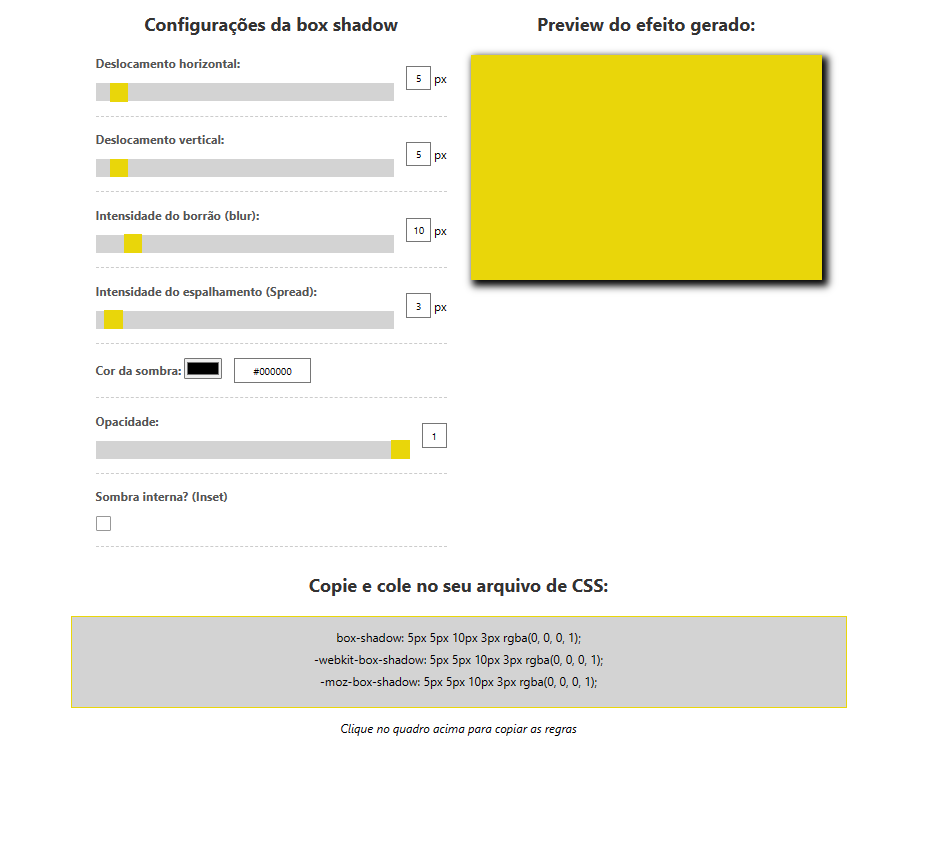 Configurações da box shadow
Deslocamento horizontal:
5 px
Deslocamento vertical:
5 px
Intensidade do borrão (blur):
10 px
Intensidade do espalhamento (Spread):
3 px
Cor da sombra:
#000000
Opacidade:
1
Sombra interna? (Inset)
Preview do efeito gerado:
Copie e cole no seu arquivo de CSS:
box-shadow: 5px 5px 10px 3px rgba(0, 0, 0, 1);
-webkit-box-shadow: 5px 5px 10px 3px rgba(0, 0, 0, 1);
-moz-box-shadow: 5px 5px 10px 3px rgba(0, 0, 0, 1);
Clique no quadro acima para copiar as regras